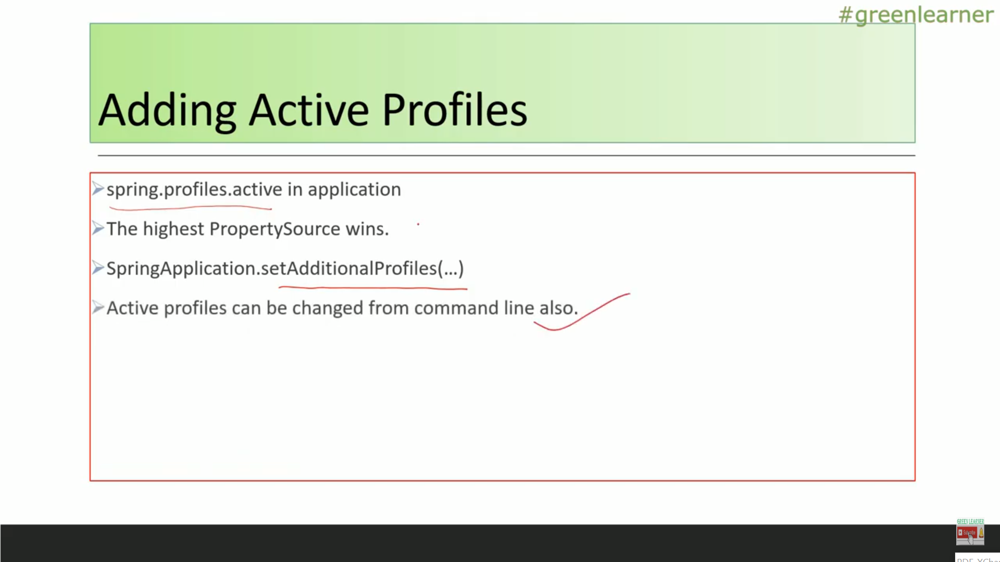 #greenlearner
Adding Active Profiles
spring.profiles.active in application
The highest PropertySource wins.
SpringApplication.setAdditionalProfiles(...)
Active profiles can be changed from command line also.
GREEN LEARNER
Subscribe